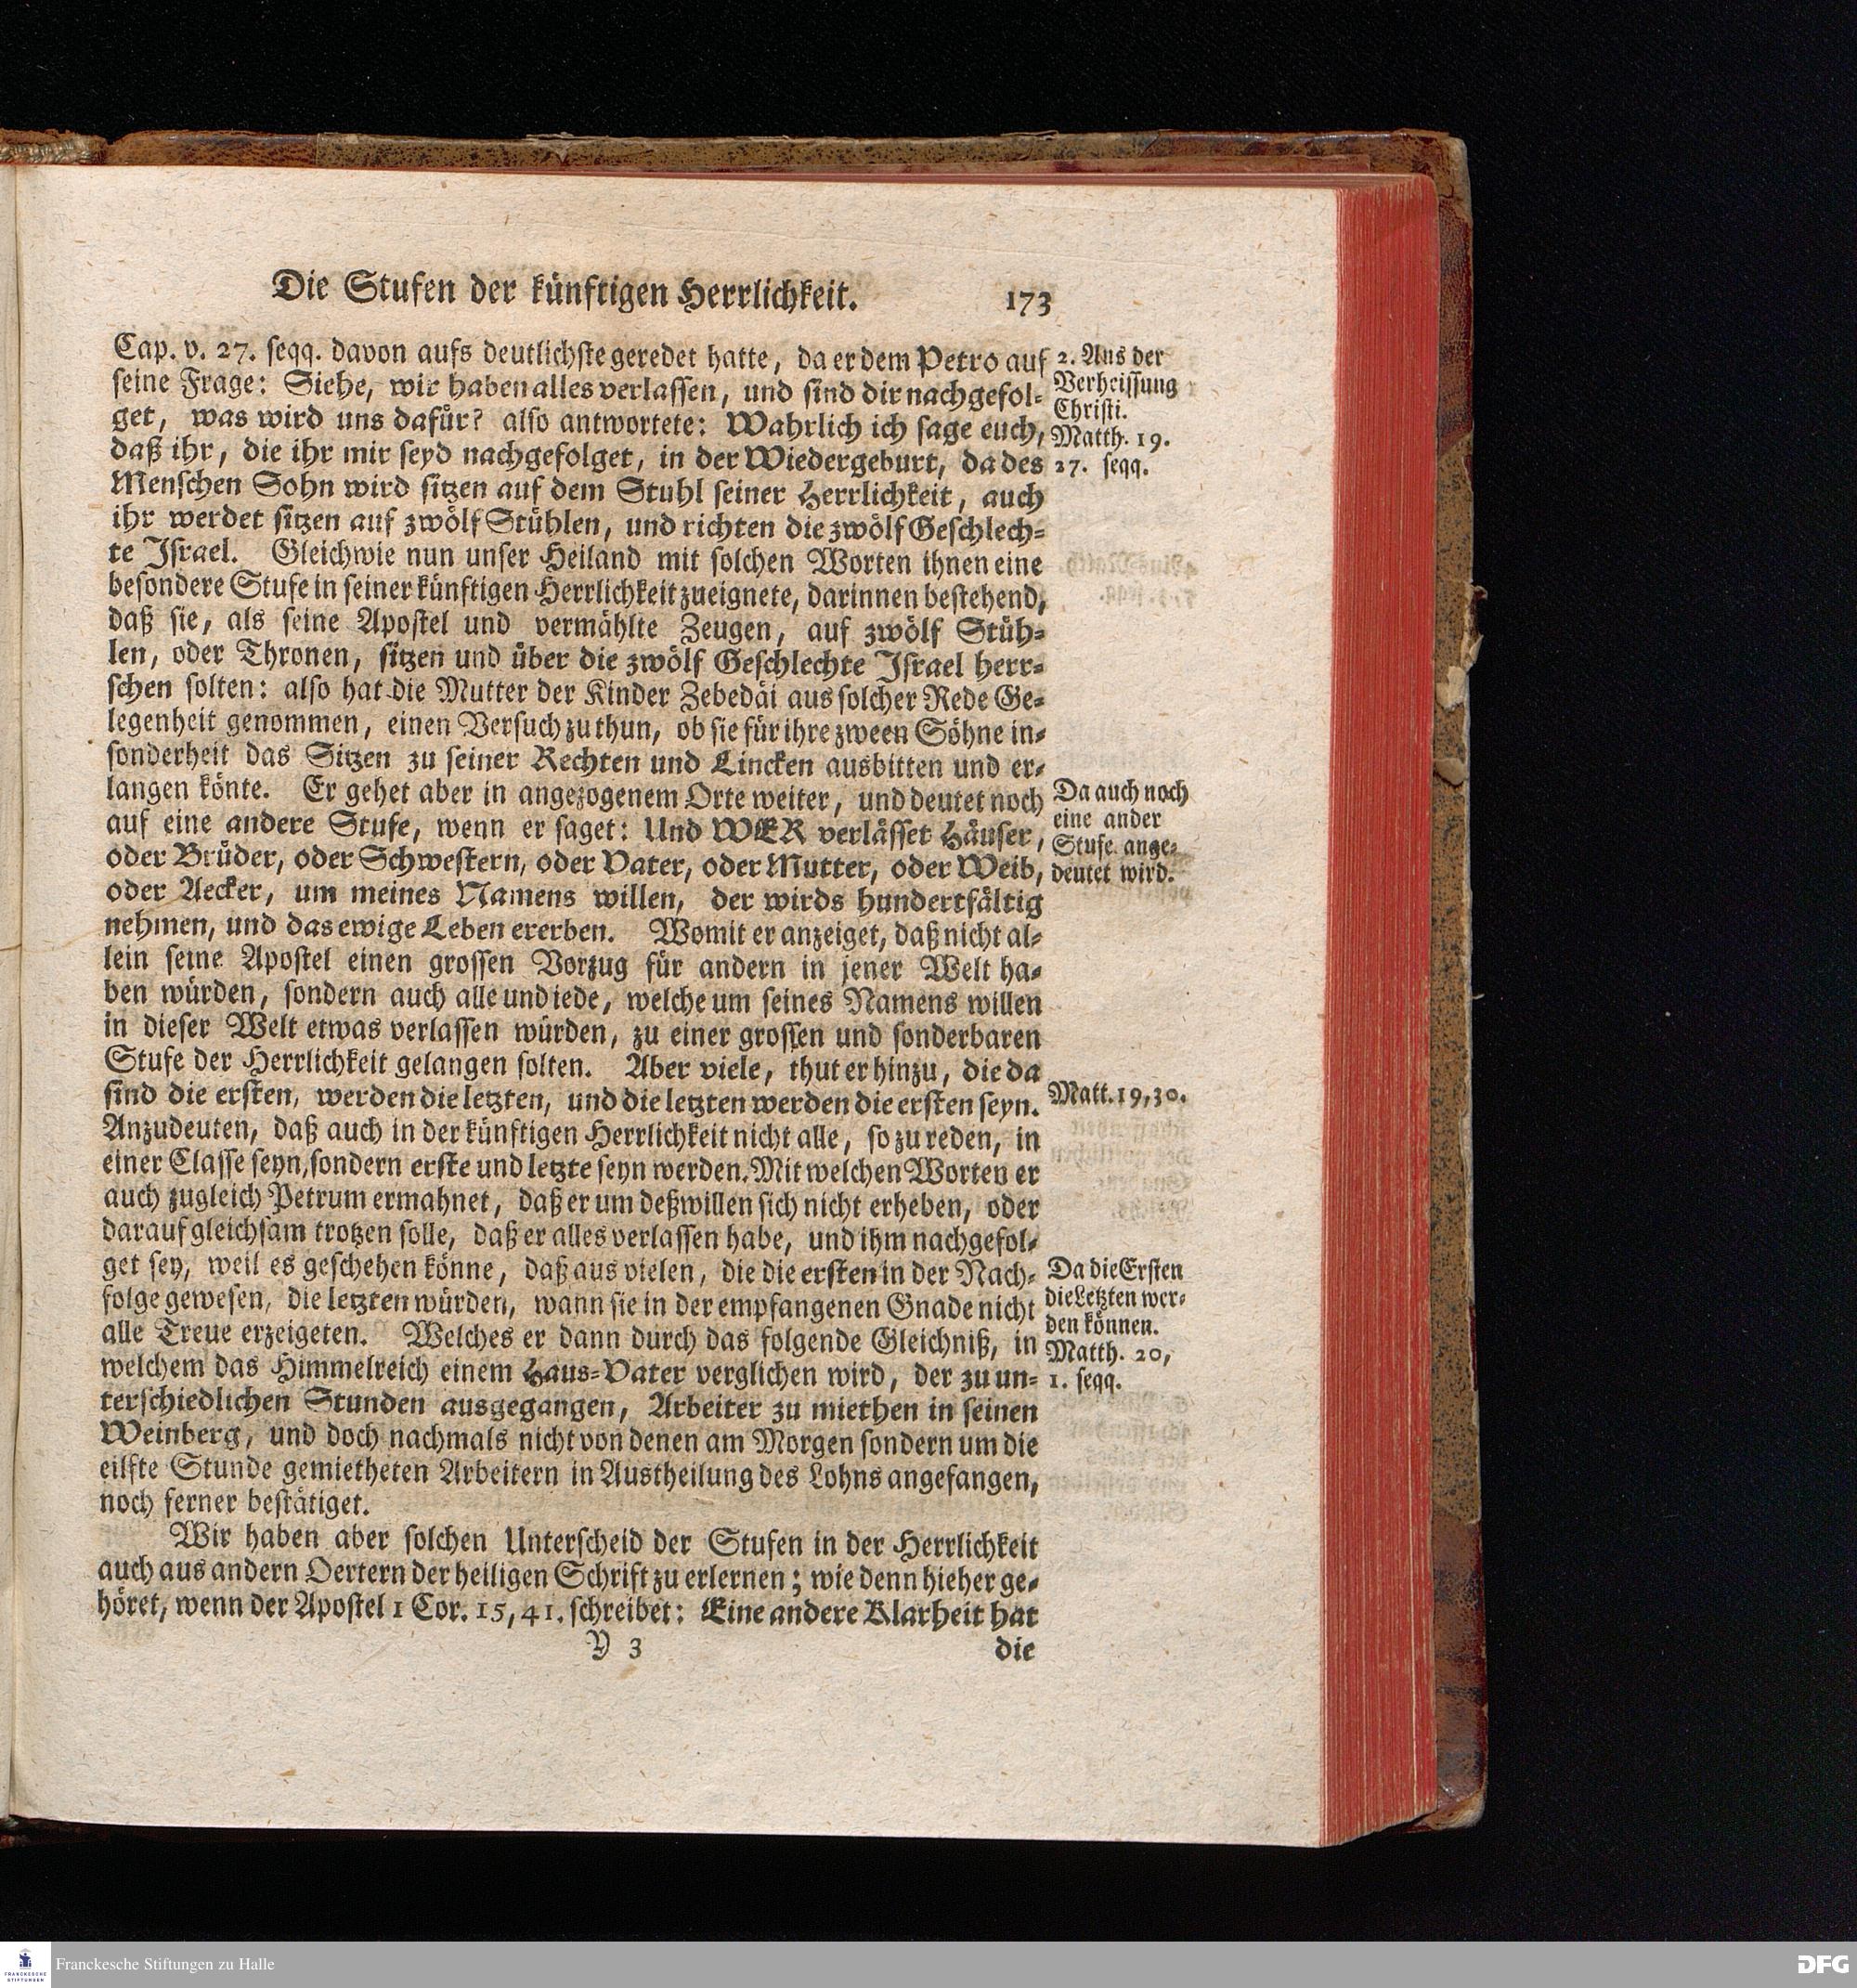 Die Stufen der künftigen Herrlichkeit. 173
Cap. v. 27. seqq. davon aufs deutlichste geredet hatte, da er dem Petro auf
seine Frage: Siehe, wir haben alles verlassen, und sind dir nachgefol-
get, was wird uns dafür? also antwortete: Wahrlich ich sage euch,
daß ihr, die ihr mir seyd nachgefolget, in der Wiedergeburt, da des
Menschen Sohn wird sitzen auf dem Stuhl seiner Herrlichkeit, auch
ihr werdet sitzen auf zwölf Stühlen, und richten die zwölf Geschlech-
te Israel. Gleichwie nun unser Heiland mit solchen Worten ihnen eine
besondere Stufe in seiner künftigen Herrlichkeit zueignete, darinnen bestehend,
daß sie, als seine Apostel und vermählte Zeugen, auf zwölf Stüh-
len, oder Thronen, sitzen und über die zwölf Geschlechte Israel herr-
schen solten: also hat die Mutter der Kinder Zebedäi aus solcher Rede Ge-
legenheit genommen, einen Versuch zu thun, ob sie für ihre zween Söhne in-
sonderheit das Sitzen zu seiner Rechten und Lincken ausbitten und er-
langen könte. Er gehet aber in angezogenem Orte weiter, und deutet noch
auf eine andere Stufe, wenn er saget: Und WER verlässet Häuser,
oder Brüder, oder Schwestern, oder Vater, oder Mutter, oder Weib,
oder Aecker, um meines Namens willen, der wirds hundertfältig
nehmen, und das ewige Leben ererben. Womit er anzeiget, daß nicht al-
lein seine Apostel einen grossen Vorzug für andern in jener Welt ha-
ben würden, sondern auch alle und iede, welche um seines Namens willen
in dieser Welt etwas verlassen würden, zu einer grossen und sonderbaren
Stufe der Herrlichkeit gelangen solten. Aber viele, thut er hinzu, die da
sind die ersten, werden die letzten, und die letzten werden die ersten seyn.
Anzudeuten, daß auch in der künftigen Herrlichkeit nicht alle, so zu reden, in
einer Classe seyn, sondern erste und letzte seyn werden. Mit welchen Worten er
auch zugleich Petrum ermahnet, daß er um deßwillen sich nicht erheben, oder
darauf gleichsam trotzen solle, daß er alles verlassen habe, und ihm nachgefol-
get sey, weil es geschehen könne, daß aus vielen, die die ersten in der Nach-
folge gewesen, die letzten würden, wann sie in der empfangenen Gnade nicht
alle Treue erzeigeten. Welches er dann durch das folgende Gleichniß, in
welchem das Himmelreich einem Haus-Vater verglichen wird, der zu un-
terschiedlichen Stunden ausgegangen, Arbeiter zu miethen in seinen
Weinberg, und doch nachmals nicht von denen am Morgen sondern um die
eilfte Stunde gemietheten Arbeitern in Austheilung des Lohns angefangen,
noch ferner bestätiget.
Wir haben aber solchen Unterscheid der Stufen in der Herrlichkeit
auch aus andern Oertern der heiligen Schrift zu erlernen; wie denn hieher ge-
höret, wenn der Apostel 1 Cor. 15, 41. schreibet: Eine andere Klarheit hat
Y 3 die
2. Aus der
Verheissung
Christi.
Matth. 19.
27. seqq.
Da auch noch
eine ander
Stufe ange-
deutet wird.
Matt. 19, 30.
Da die Ersten
die Letzten wer-
den können.
Matth. 20,
1. seqq.
FRANCKESCHE
STIFTUNGEN
Franckesche Stiftungen zu Halle
DFG